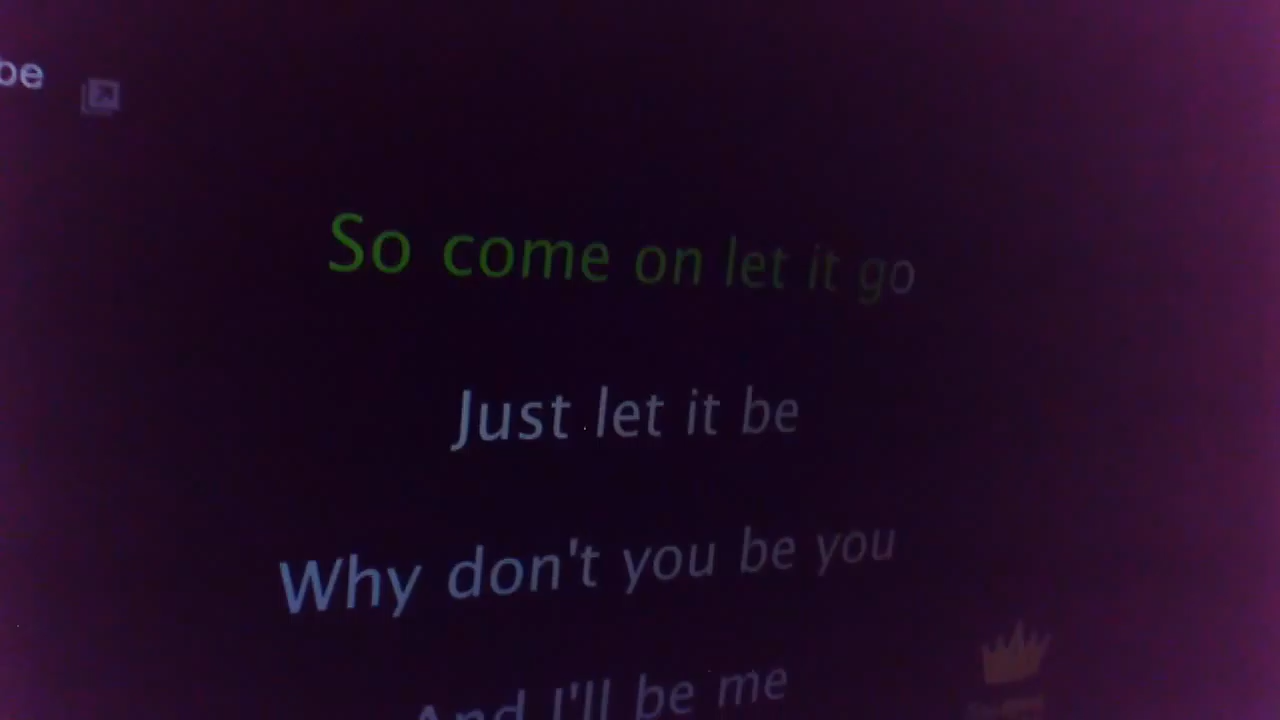 be
So come on let it go
Just let it be
Why don't you be you
And I'll be me